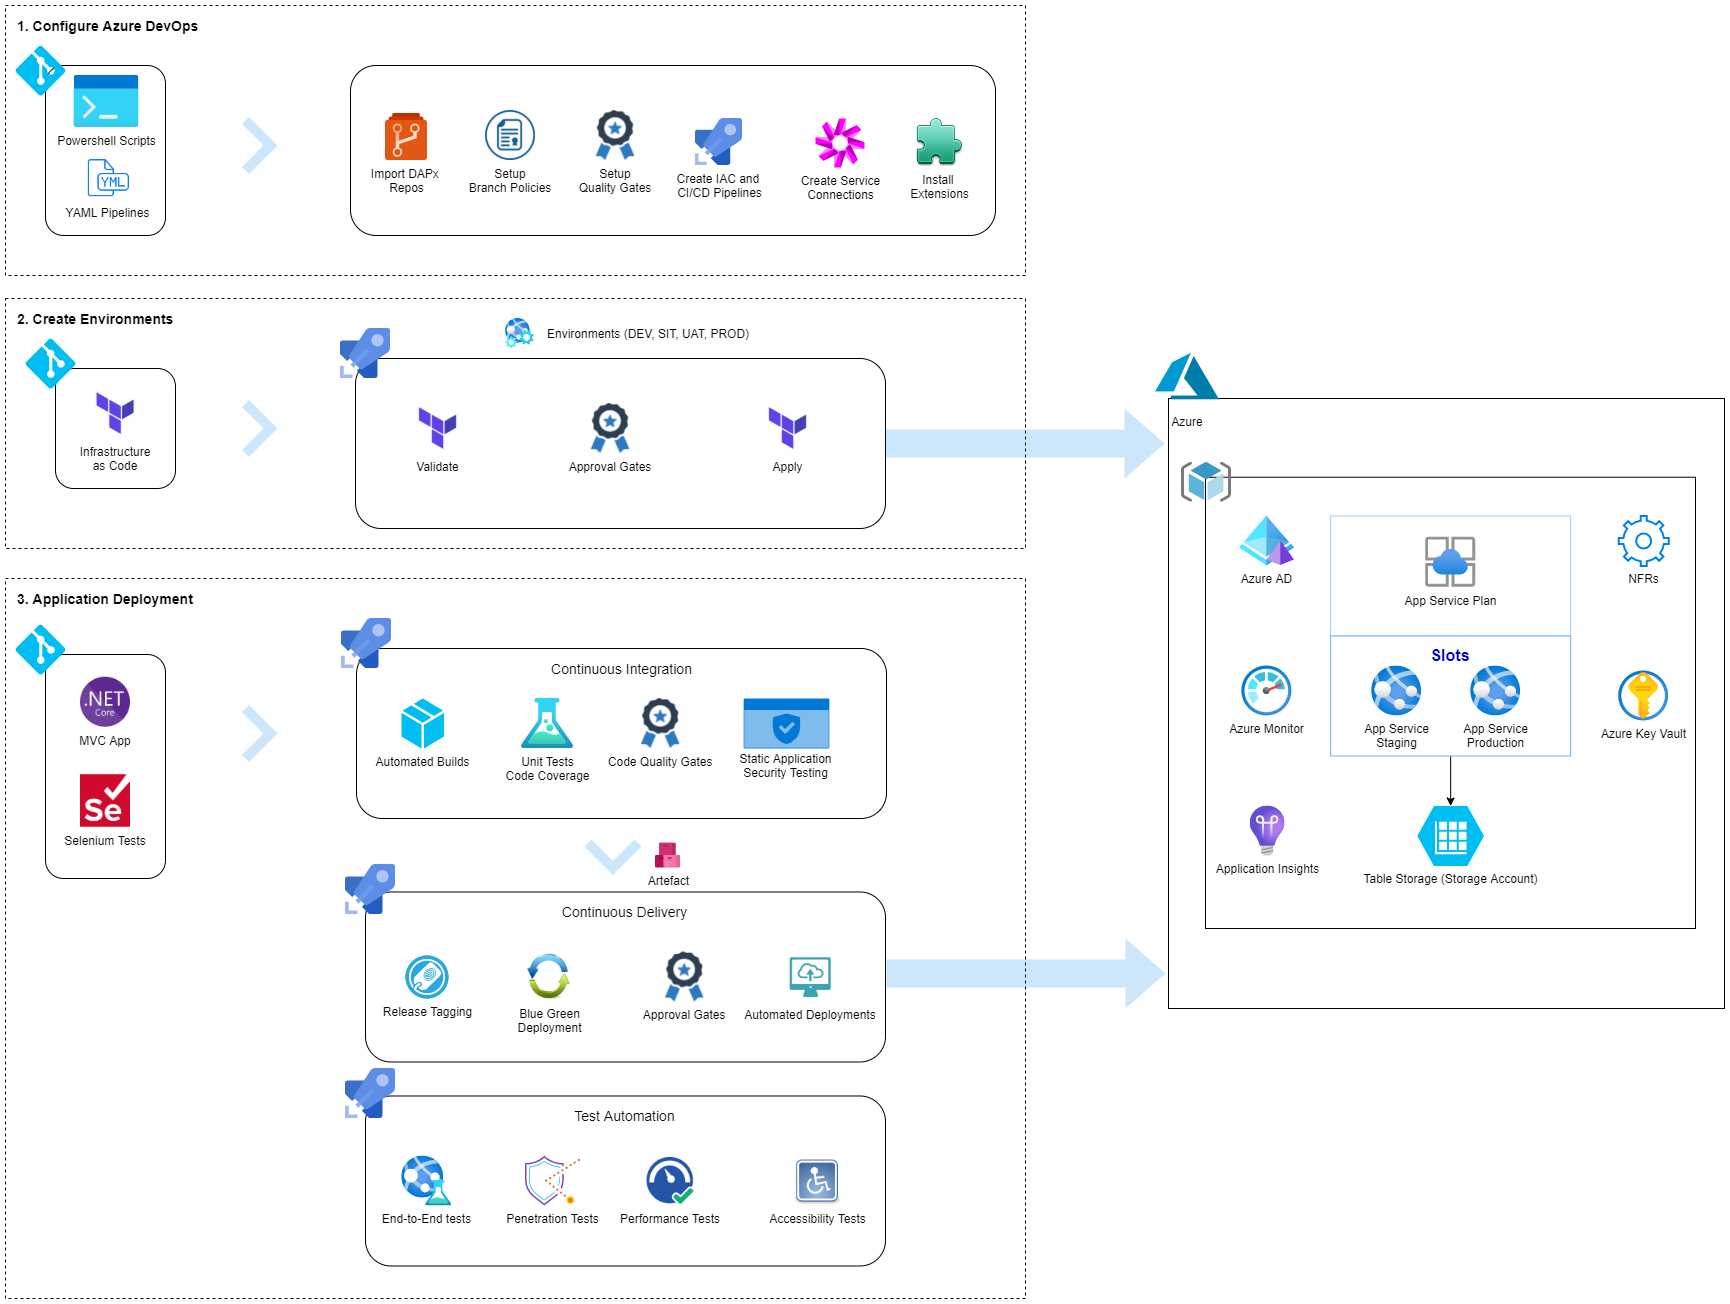 1. Configure Azure DevOps
Powershell Scripts
YML
YAML Pipelines
Import DAPx
Repos
Setup
Branch Policies
Setup
Quality Gates
Create IAC and
CI/CD Pipelines
Create Service
Connections
Install
Extensions
2. Create Environments
Environments (DEV, SIT, UAT, PROD)
Infrastructure
as Code
Validate
Approval Gates
Apply
3. Application Deployment
.NET
Core
MVC App
Se
Selenium Tests
Continuous Integration
Automated Builds
Unit Tests
Code Coverage
Code Quality Gates
Static Application
Security Testing
Artefact
Continuous Delivery
Release Tagging
Blue Green
Deployment
Approval Gates
Automated Deployments
Test Automation
End-to-End tests
Penetration Tests
Performance Tests
Accessibility Tests
Azure
Azure AD
App Service Plan
NFRs
Slots
Azure Monitor
App Service
Staging
App Service
Production
Azure Key Vault
Application Insights
Table Storage (Storage Account)